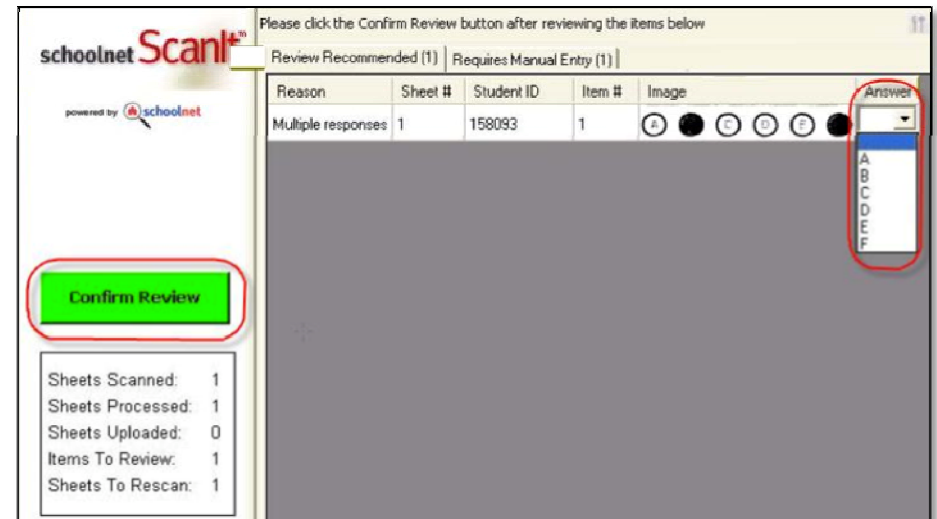 schoolnet ScanIt™
powered by schoolnet
Please click the Confirm Review button after reviewing the items below
Review Recommended (1) Requires Manual Entry (1)
Reason Sheet # Student ID Item # Image Answer
Multiple responses 1 158093 1 A C D E
A
B
C
D
E
F
Confirm Review
Sheets Scanned: 1
Sheets Processed: 1
Sheets Uploaded: 0
Items To Review: 1
Sheets To Rescan: 1